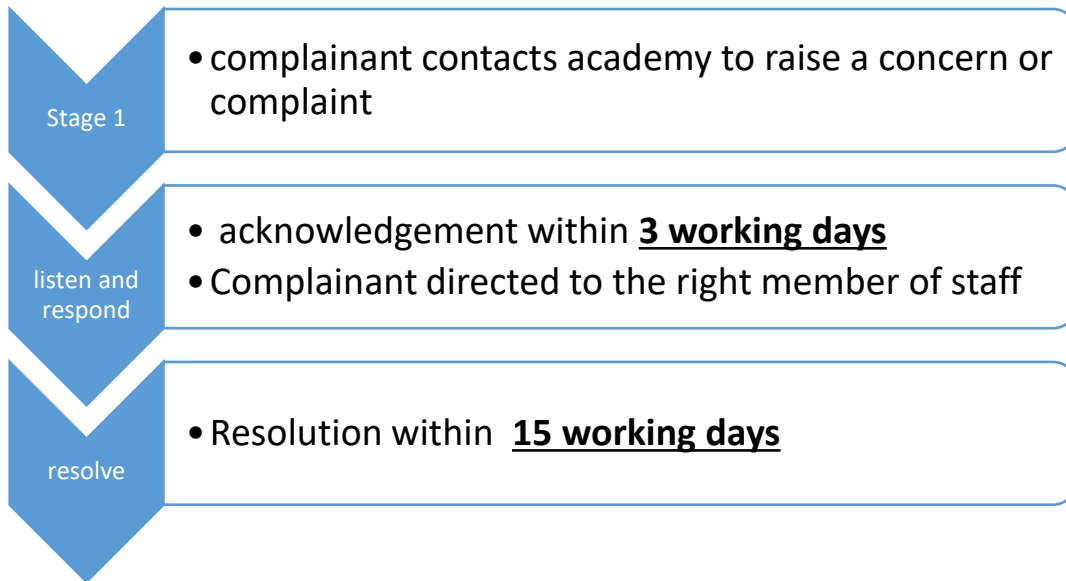 Stage 1
•complainant contacts academy to raise a concern or
complaint
listen and
respond
• acknowledgement within 3 working days
•Complainant directed to the right member of staff
resolve
•Resolution within 15 working days